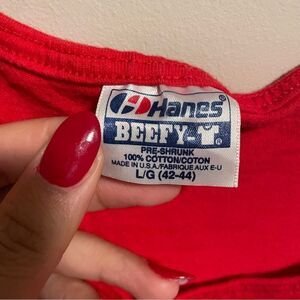 Hanes®
BEEFY-T®
PRE-SHRUNK
100% COTTON/COTON
MADE IN U.S.A./FABRIQUE AUX E-U
L/G (42-44)